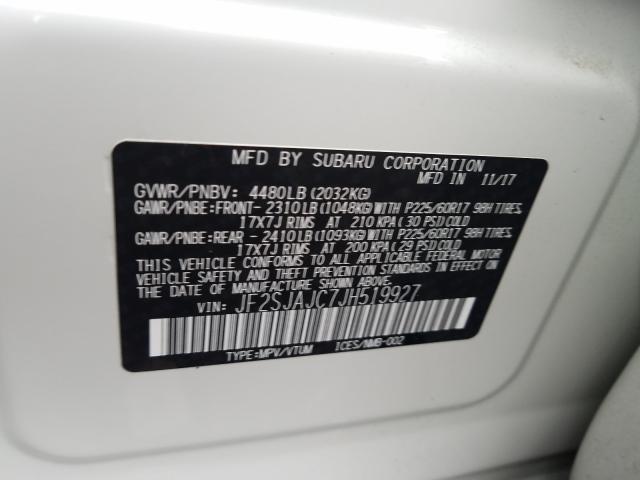 MFD BY SUBARU CORPORATION
MFD IN 11/17
GVWR/PNBV: 4480LB(2032KG)
GAWR/PNBE:FRONT- 2310LB(1048KG)WITH P225/60R17 98H TIRES,
17X7J RIMS AT 210 KPA(30 PSI)COLD
GAWR/PNBE:REAR - 2410LB(1093KG)WITH P225/60R17 98H TIRES,
17X7J RIMS AT 200 KPA(29 PSI)COLD
THIS VEHICLE CONFORMS TO ALL APPLICABLE FEDERAL MOTOR
VEHICLE SAFETY AND THEFT PREVENTION STANDARDS IN EFFECT
ON THE DATE OF MANUFACTURE SHOWN ABOVE.
VIN: JF2SJAJC7JH519927
TYPE:MPV/VTUM ICES/NMB-002